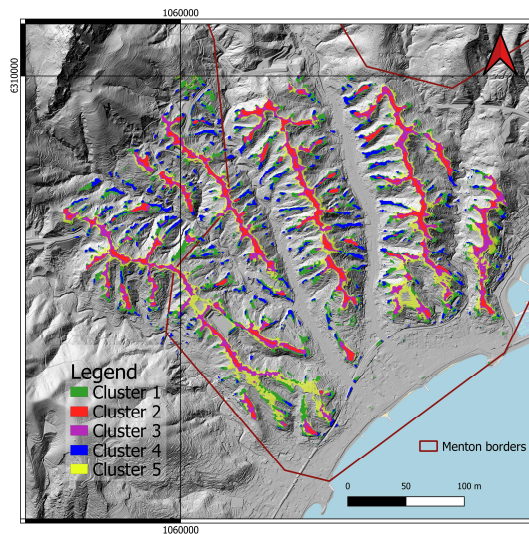 1060000
6310000
Legend
Cluster 1
Cluster 2
Cluster 3
Cluster 4
Cluster 5
Menton borders
0 50 100 m
1060000